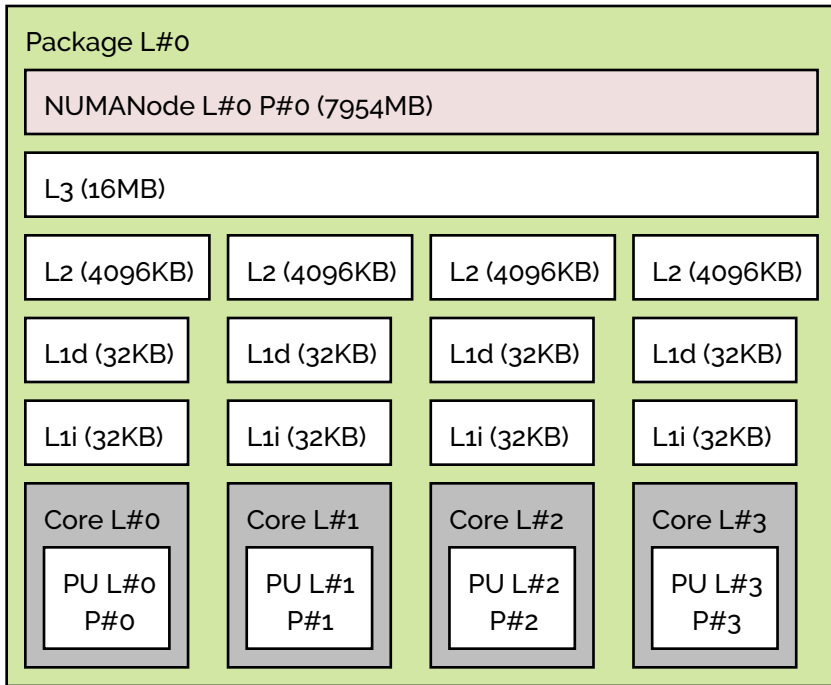 Package L#0
NUMANode L#0 P#0 (7954MB)
L3 (16MB)
L2 (4096KB) L2 (4096KB) L2 (4096KB) L2 (4096KB)
L1d (32KB) L1d (32KB) L1d (32KB) L1d (32KB)
L1i (32KB) L1i (32KB) L1i (32KB) L1i (32KB)
Core L#0 Core L#1 Core L#2 Core L#3
PU L#0 PU L#1 PU L#2 PU L#3
P#0 P#1 P#2 P#3